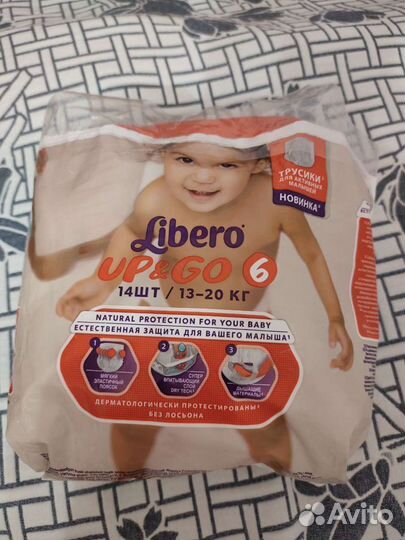 ТРУСИКИ
ДЛЯ АКТИВНЫХ
МАЛЫШЕЙ
НОВИНКА
Libero
UP&GO 6
14ШТ / 13-20 КГ
NATURAL PROTECTION FOR YOUR BABY
ЕСТЕСТВЕННАЯ ЗАЩИТА ДЛЯ ВАШЕГО МАЛЫША
1
МЯГКИЙ
ЭЛАСТИЧНЫЙ
ПОЯСОК
2
СУПЕР
ВПИТЫВАЮЩИЙ
СЛОЙ
DRYTECH
3
ДЫШАЩИЕ
МАТЕРИАЛЫ
ДЕРМАТОЛОГИЧЕСКИ ПРОТЕСТИРОВАНЫ
БЕЗ ЛОСЬОНА
Avito